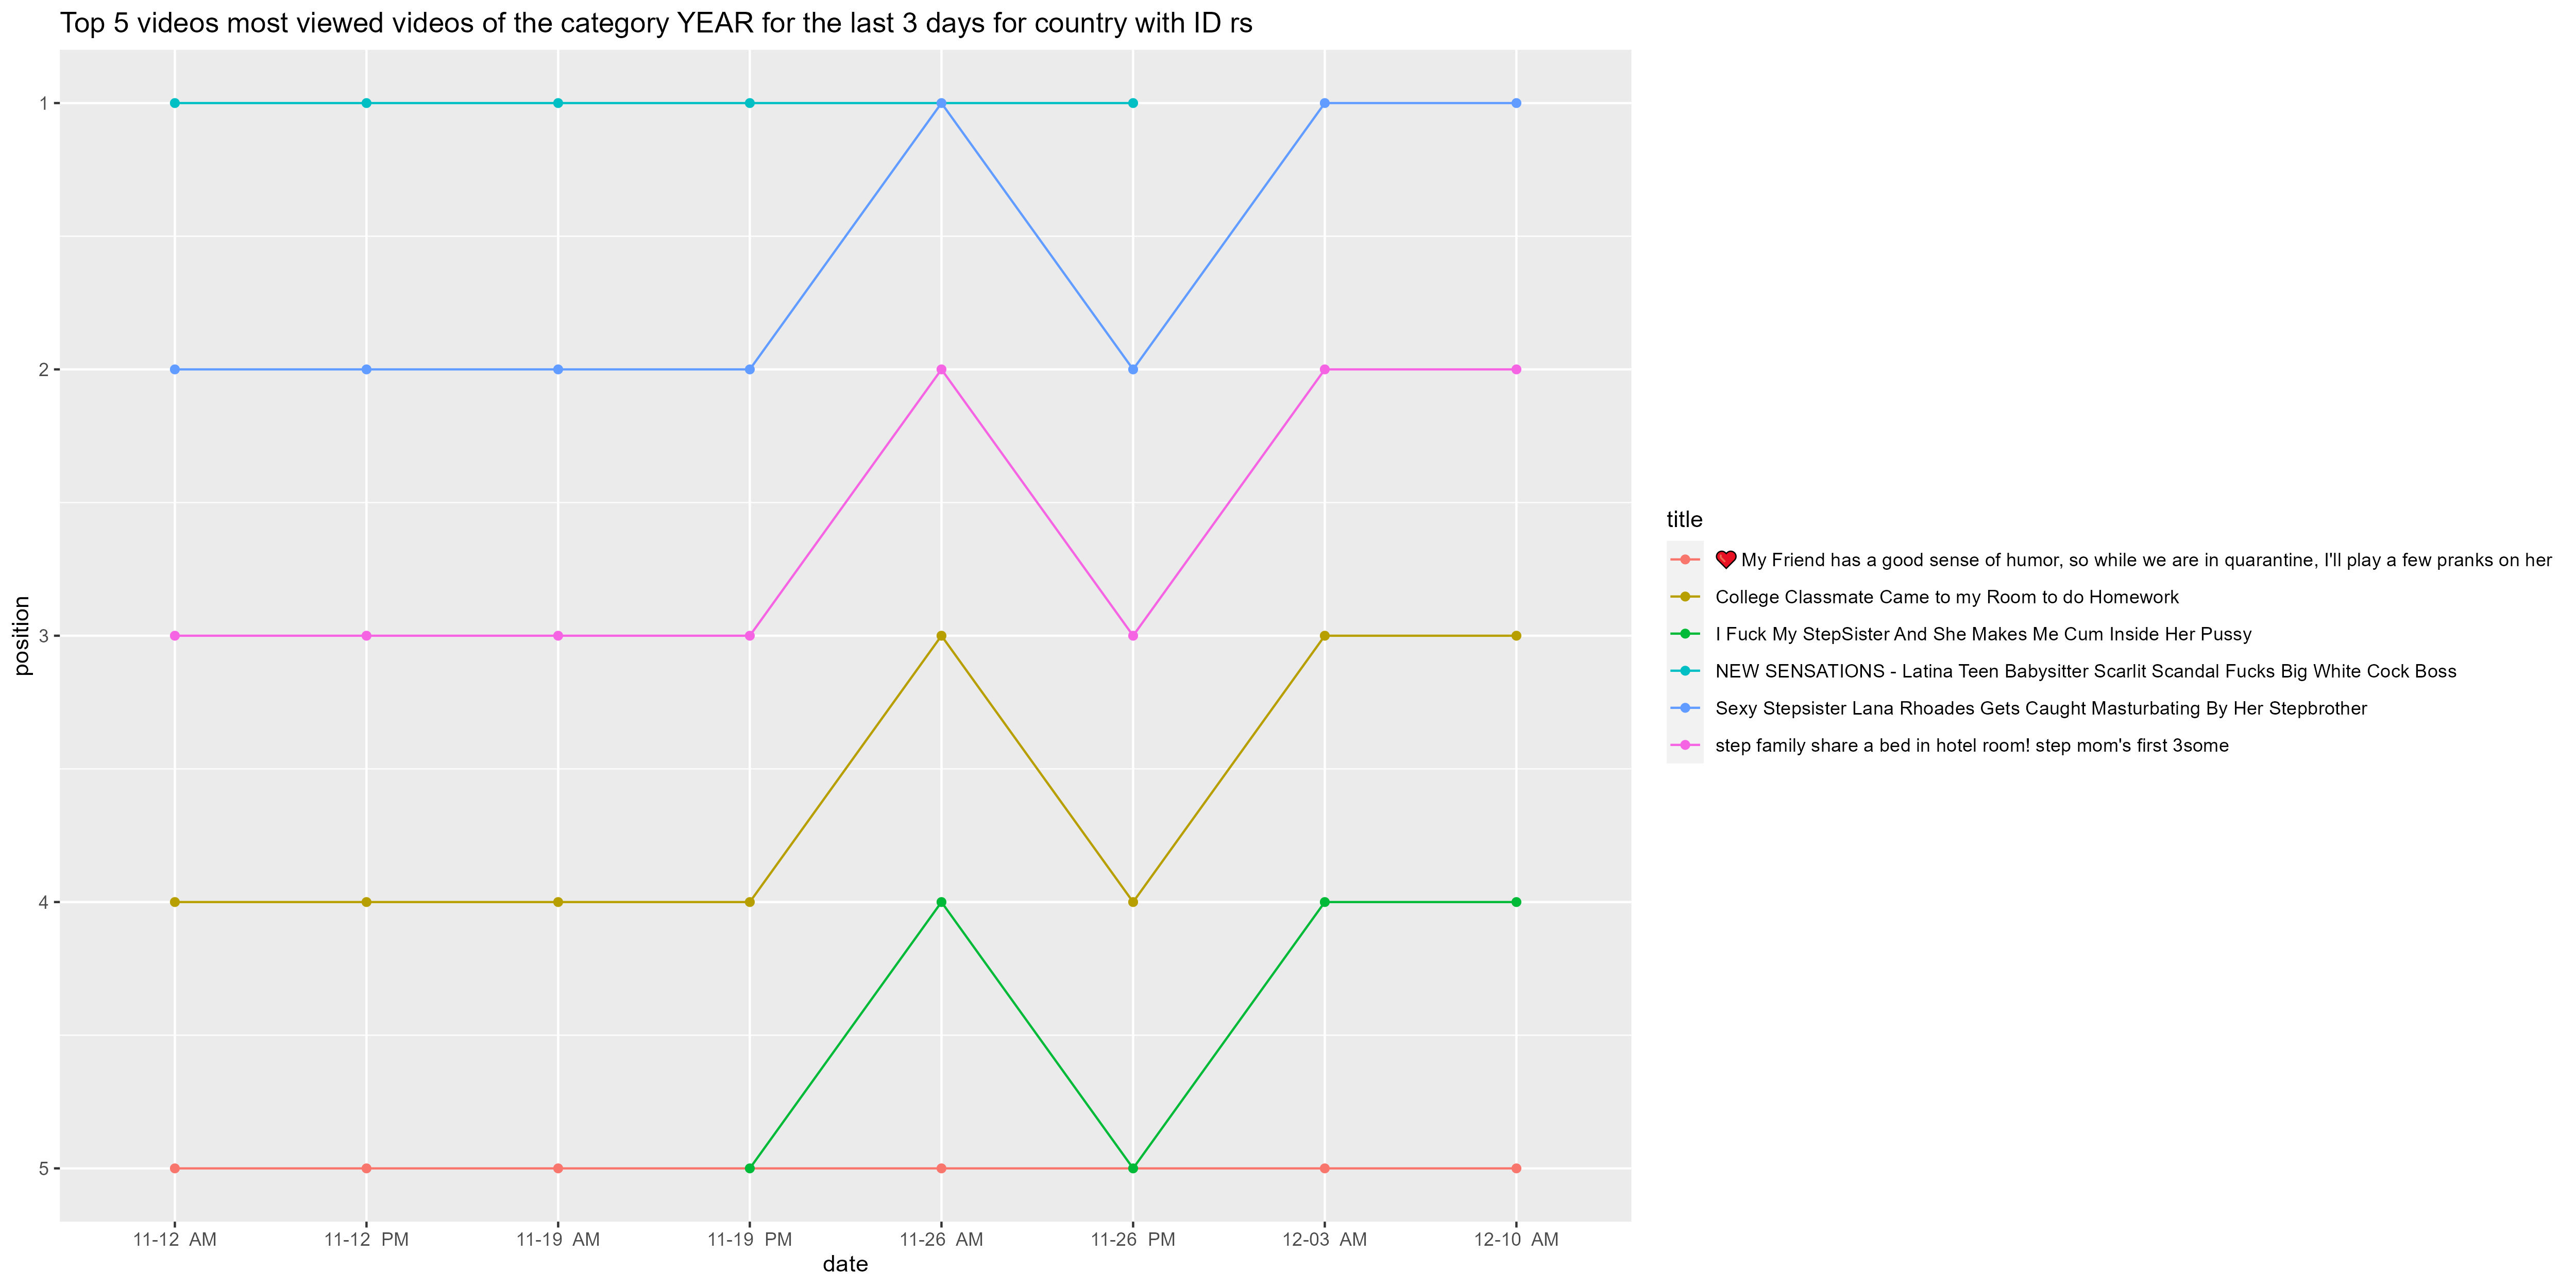 Top 5 videos most viewed videos of the category YEAR for the last 3 days for country with ID rs
position
1
2
3
4
5
11-12 AM
11-12 PM
11-19 AM
11-19 PM
11-26 AM
11-26 PM
12-03 AM
12-10 AM
date
title
❤️ My Friend has a good sense of humor, so while we are in quarantine, I'll play a few pranks on her
College Classmate Came to my Room to do Homework
I Fuck My StepSister And She Makes Me Cum Inside Her Pussy
NEW SENSATIONS - Latina Teen Babysitter Scarlit Scandal Fucks Big White Cock Boss
Sexy Stepsister Lana Rhoades Gets Caught Masturbating By Her Stepbrother
step family share a bed in hotel room! step mom's first 3some